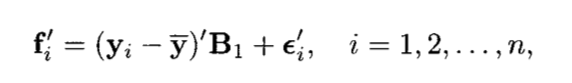 f′ᵢ = (yᵢ − y̅)′B₁ + ϵ′ᵢ, i = 1, 2, . . . , n,